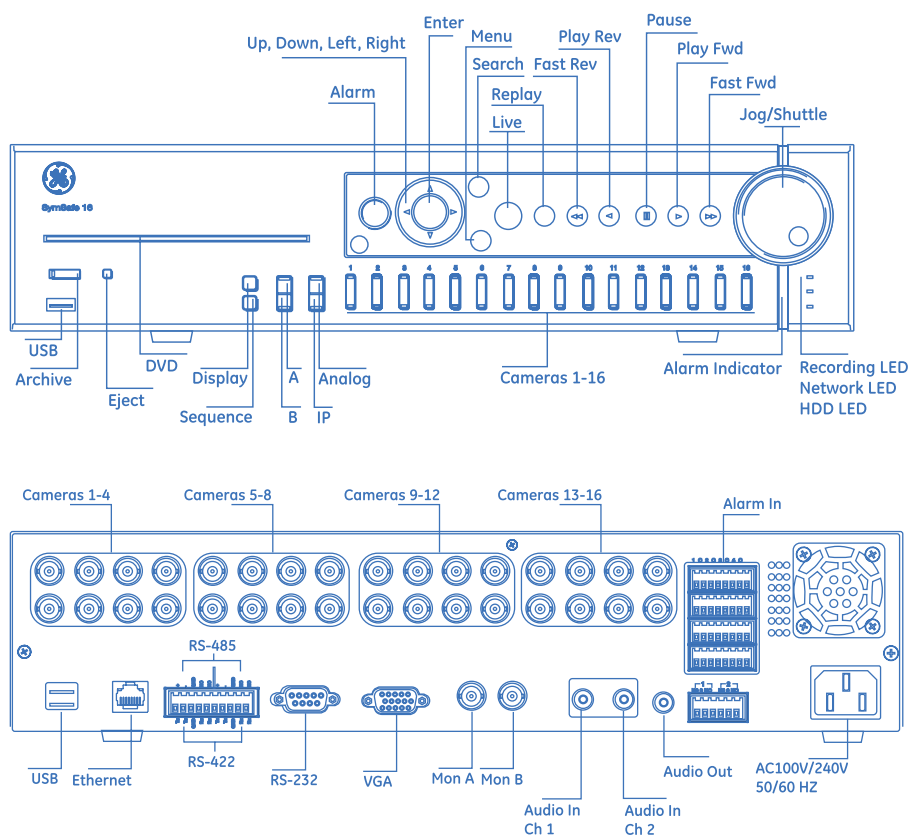 Enter
Up, Down, Left, Right
Menu
Play Rev
Pause
Search
Fast Rev
Play Fwd
Alarm
Replay
Fast Fwd
Live
Jog/Shuttle
SymSafe 16
1 2 3 4 5 6 7 8 9 10 11 12 13 14 15 16
USB
DVD
Archive
Display
A
Analog
Cameras 1-16
Alarm Indicator
Recording LED
Network LED
HDD LED
Eject
Sequence
B
IP
Cameras 1-4
Cameras 5-8
Cameras 9-12
Cameras 13-16
Alarm In
RS-485
1 2
RS-422
USB
Ethernet
RS-232
VGA
Mon A
Mon B
Audio Out
AC100V/240V
50/60 HZ
Audio In
Ch 1
Audio In
Ch 2